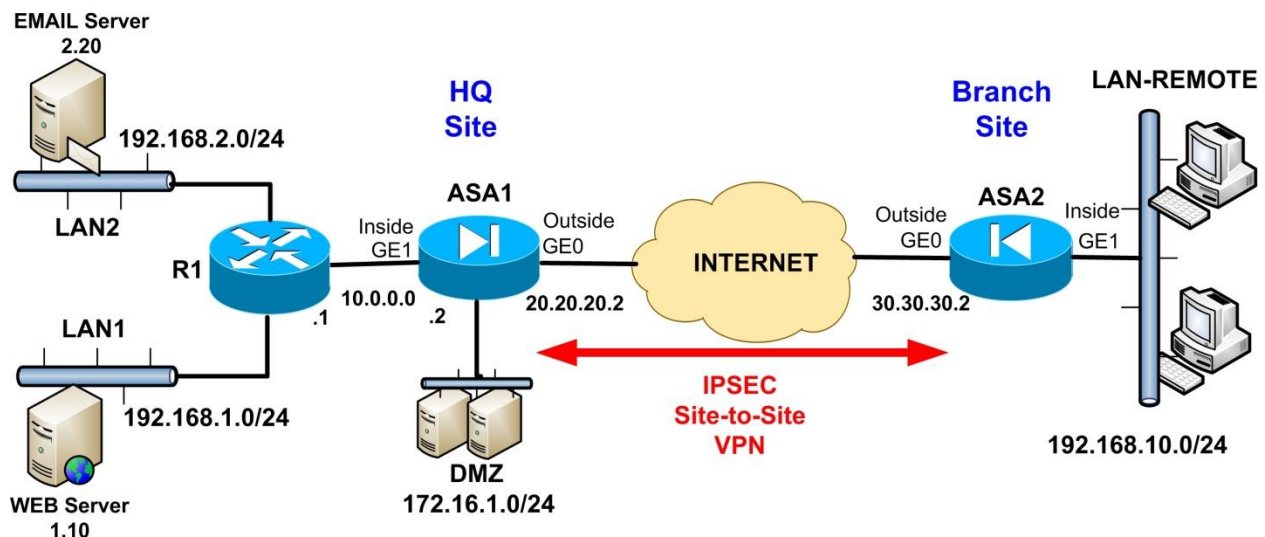 EMAIL Server
2.20
192.168.2.0/24
LAN2
HQ
Site
Branch
Site
LAN-REMOTE
ASA1
Inside
GE1
Outside
GE0
R1
10.0.0.0
.1
.2
20.20.20.2
INTERNET
Outside
GE0
ASA2
Inside
GE1
30.30.30.2
LAN1
192.168.1.0/24
WEB Server
1.10
DMZ
172.16.1.0/24
IPSEC
Site-to-Site
VPN
192.168.10.0/24